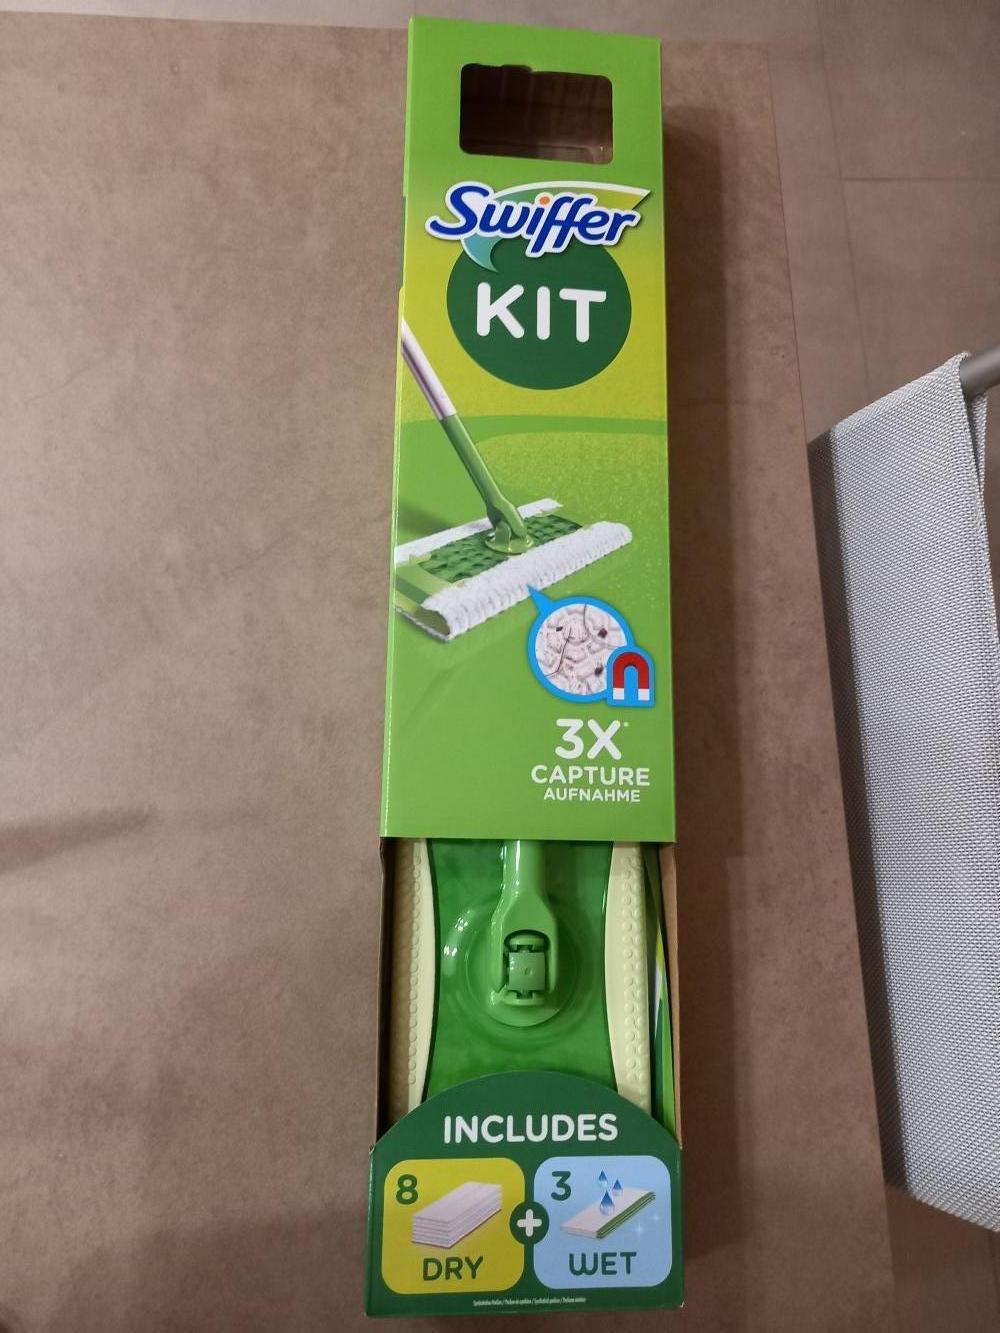 Swiffer
KIT
3X*
CAPTURE
AUFNAHME
INCLUDES
8
DRY
+
3
WET